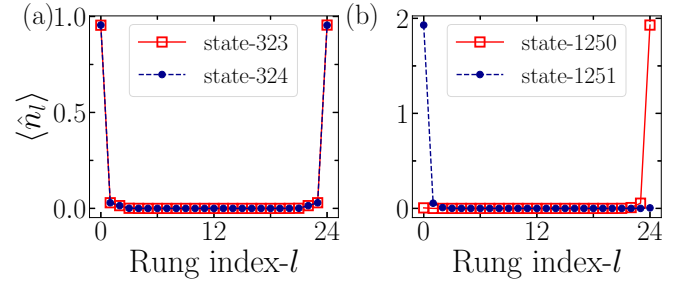 (a)
1.0
0.5
0.0
⟨n̂_l⟩
state-323
state-324
0
12
24
Rung index-l
(b)
2
1
0
state-1250
state-1251
0
12
24
Rung index-l